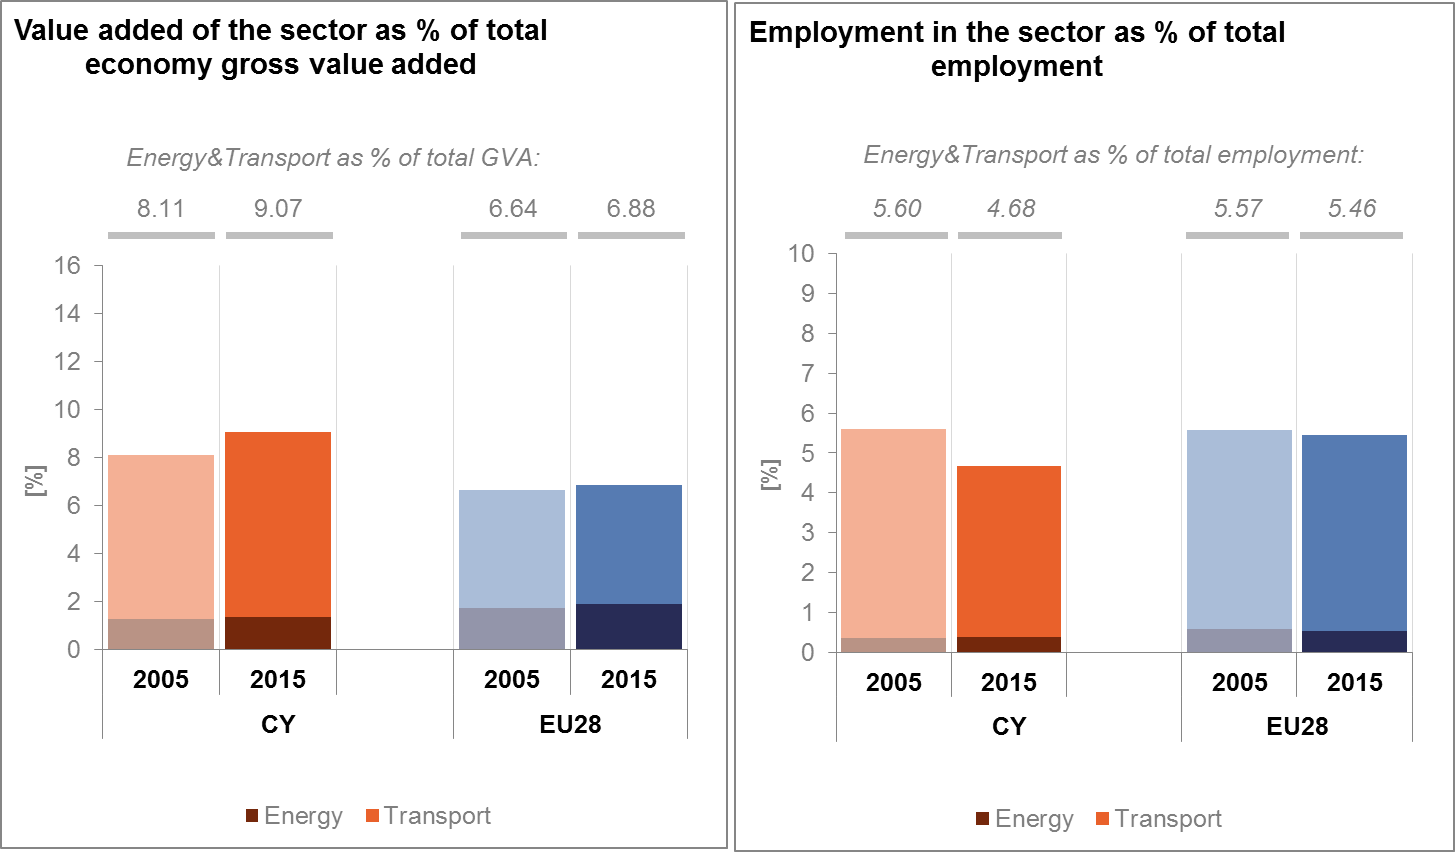 Value added of the sector as % of total
economy gross value added
Energy&Transport as % of total GVA:
8.11 9.07 6.64 6.88
16
14
12
10
8
6
4
2
0
[%]
2005 2015 2005 2015
CY EU28
Energy Transport
Employment in the sector as % of total
employment
Energy&Transport as % of total employment:
5.60 4.68 5.57 5.46
10
9
8
7
6
5
4
3
2
1
0
[%]
2005 2015 2005 2015
CY EU28
Energy Transport